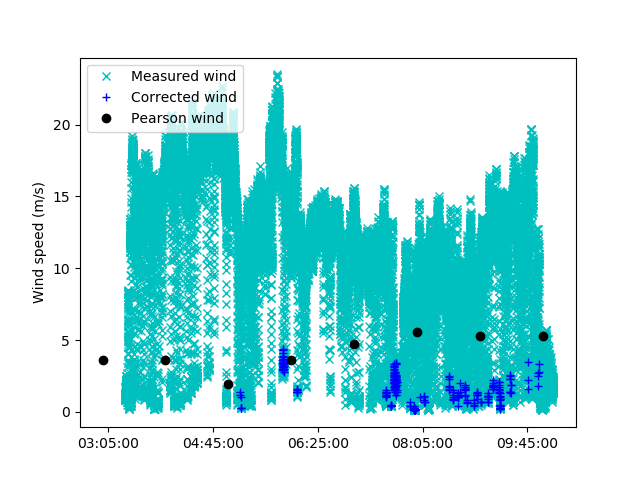 Measured wind
Corrected wind
Pearson wind
Wind speed (m/s)
20
15
10
5
0
03:05:00 04:45:00 06:25:00 08:05:00 09:45:00